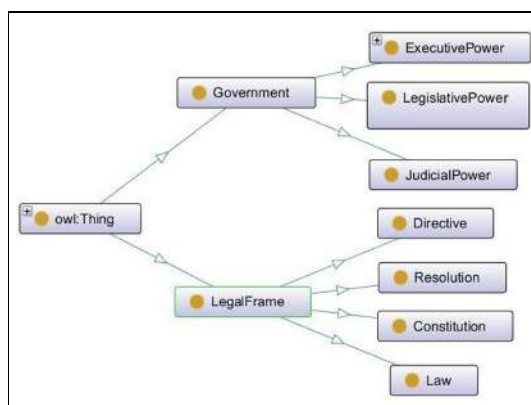 ExecutivePower
Government
LegislativePower
JudicialPower
owl:Thing
Directive
Resolution
LegalFrame
Constitution
Law